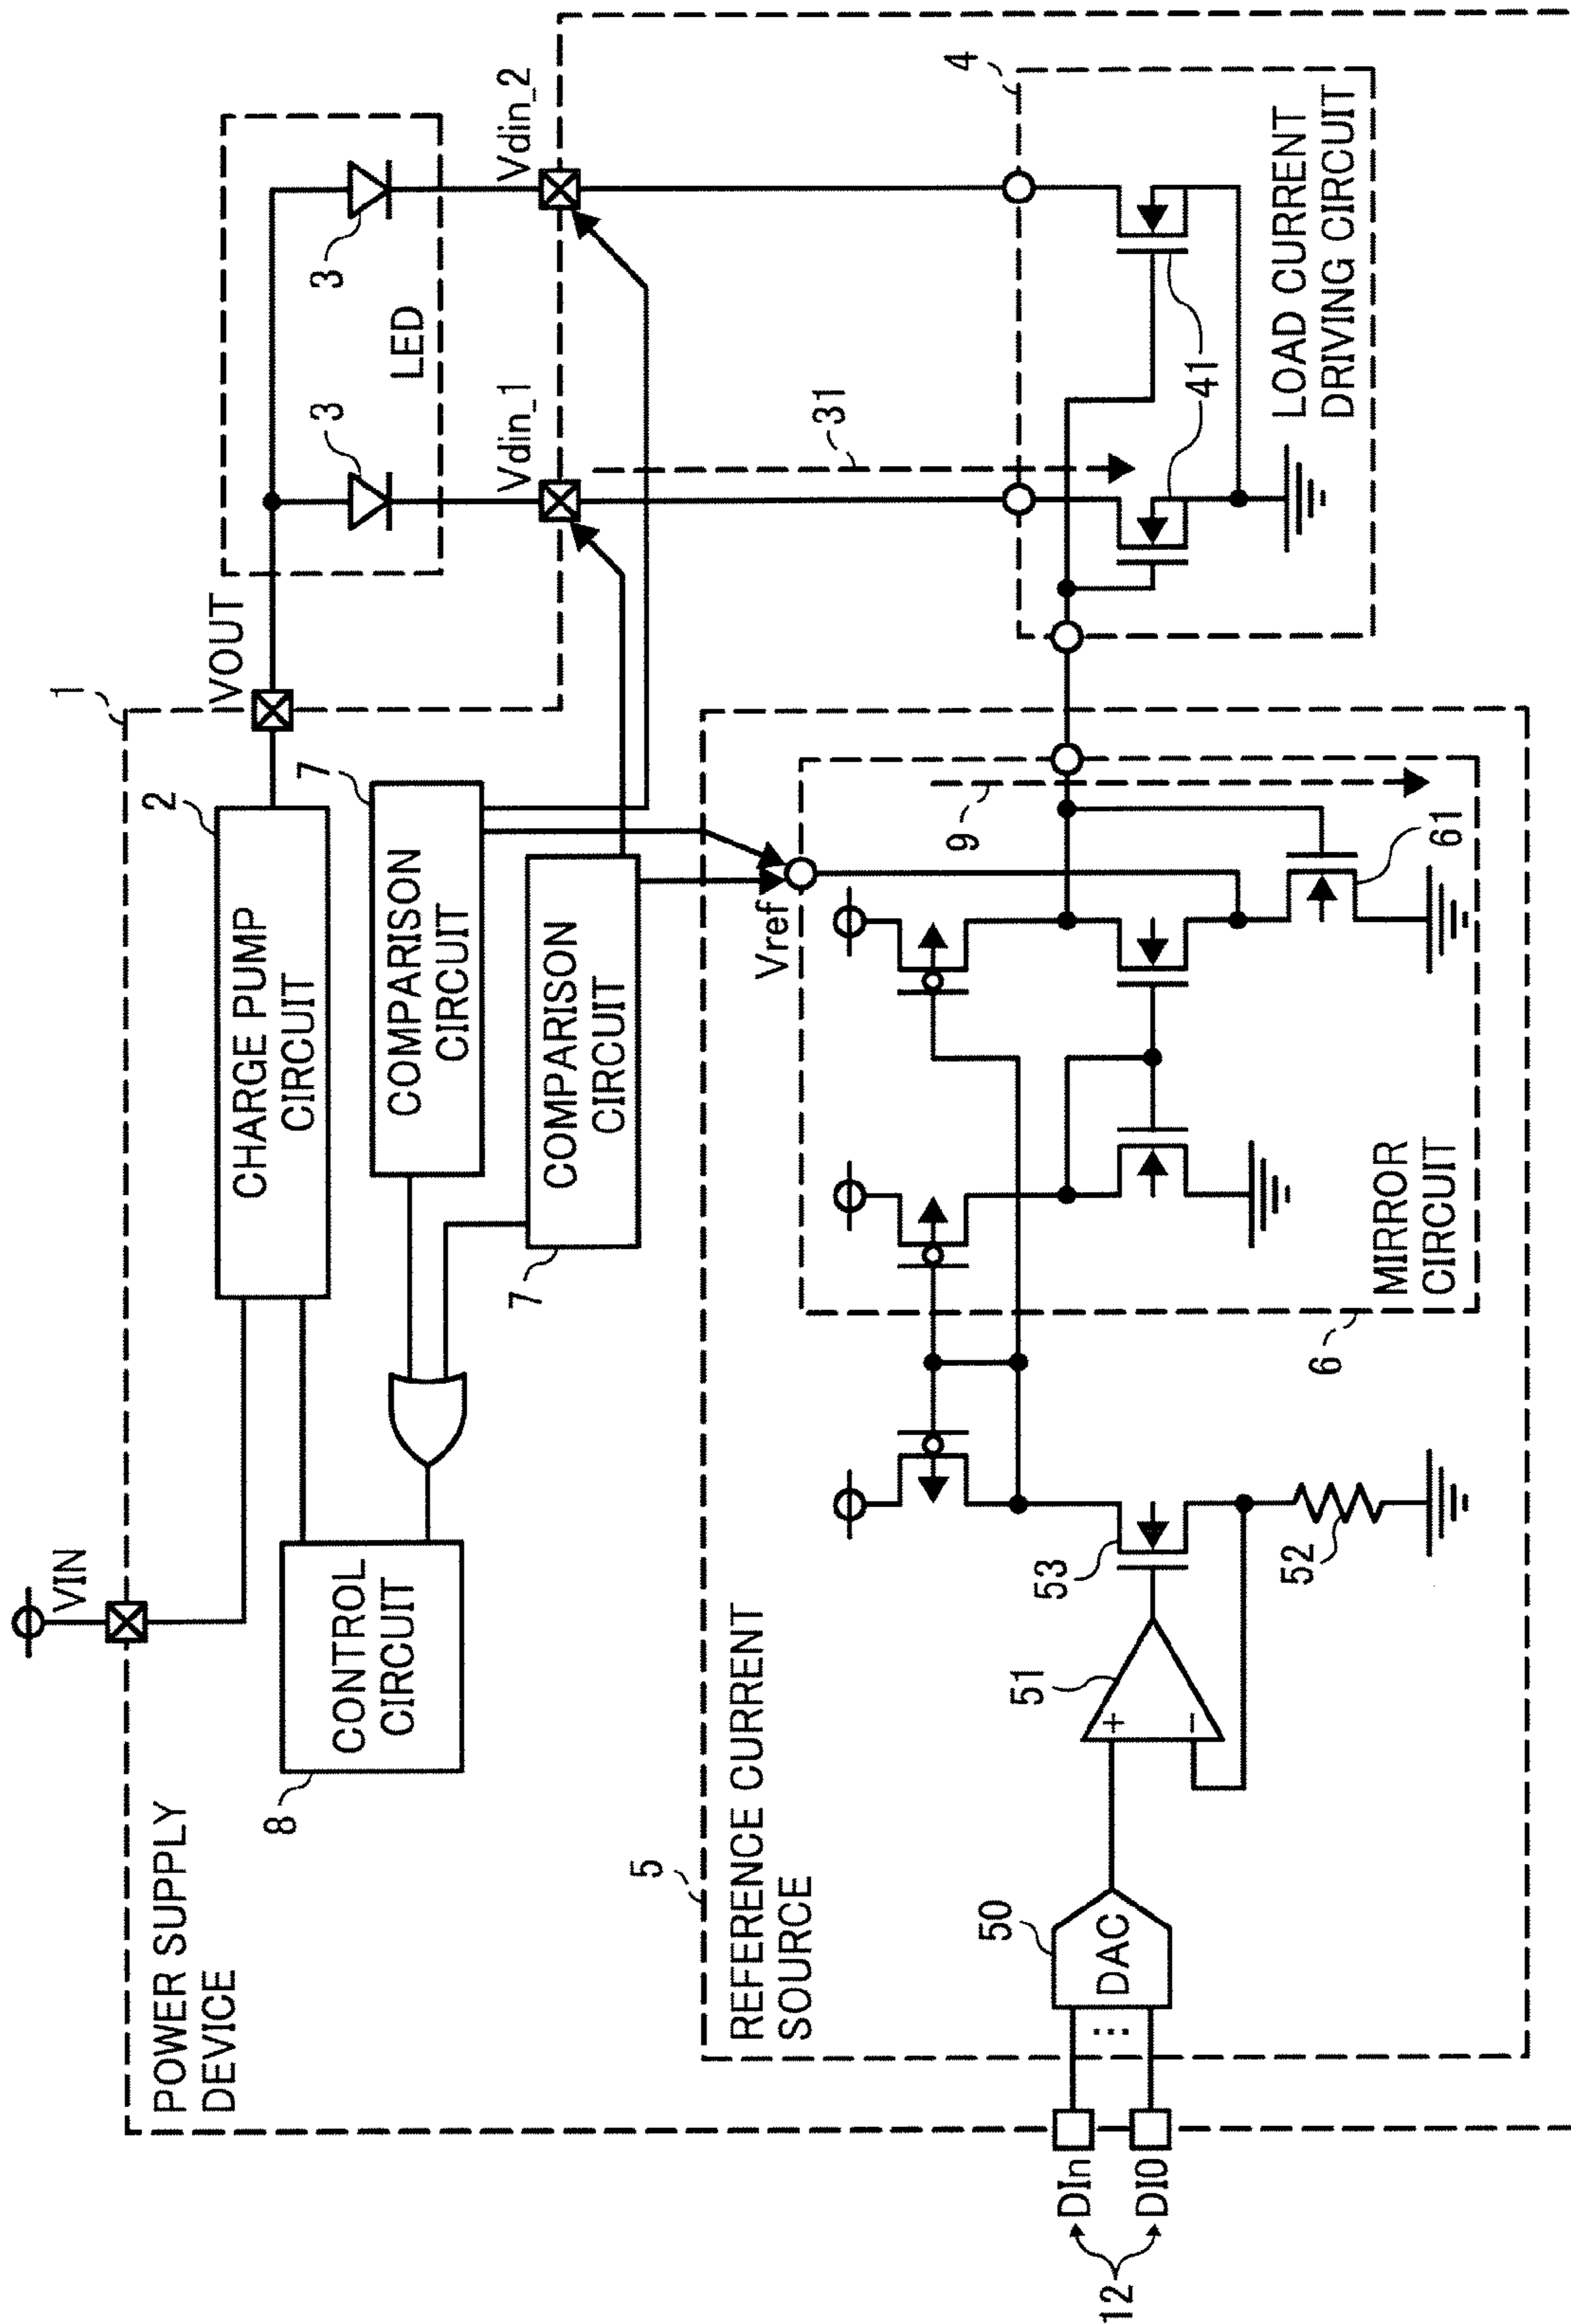 POWER SUPPLY
DEVICE
1
VIN
VOUT
2
CHARGE PUMP
CIRCUIT
7
COMPARISON
CIRCUIT
7
COMPARISON
CIRCUIT
8
CONTROL
CIRCUIT
3
3
LED
Vdin_1
Vdin_2
31
4
41
LOAD CURRENT
DRIVING CIRCUIT
5
REFERENCE CURRENT
SOURCE
Vref
9
61
6
MIRROR
CIRCUIT
50
DAC
51
+
−
53
52
DIn
DI0
12